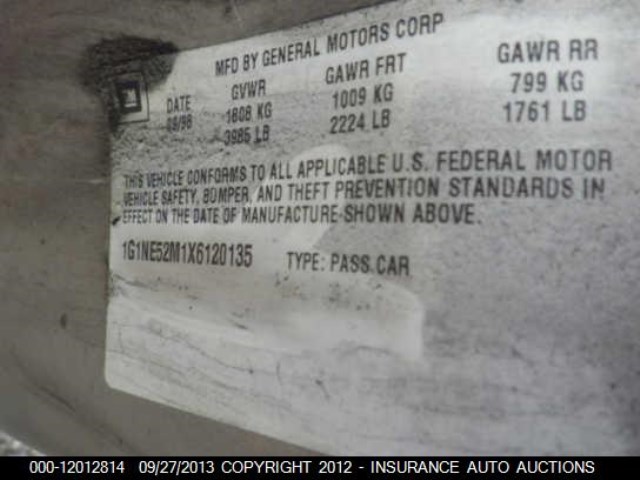 MFD BY GENERAL MOTORS CORP
DATE GVWR GAWR FRT GAWR RR
09/98 1808 KG 1009 KG 799 KG
3985 LB 2224 LB 1761 LB
THIS VEHICLE CONFORMS TO ALL APPLICABLE U.S. FEDERAL MOTOR
VEHICLE SAFETY, BUMPER, AND THEFT PREVENTION STANDARDS IN
EFFECT ON THE DATE OF MANUFACTURE SHOWN ABOVE.
1G1NE52M1X6120135 TYPE: PASS CAR
000-12012814 09/27/2013 COPYRIGHT 2012 - INSURANCE AUTO AUCTIONS